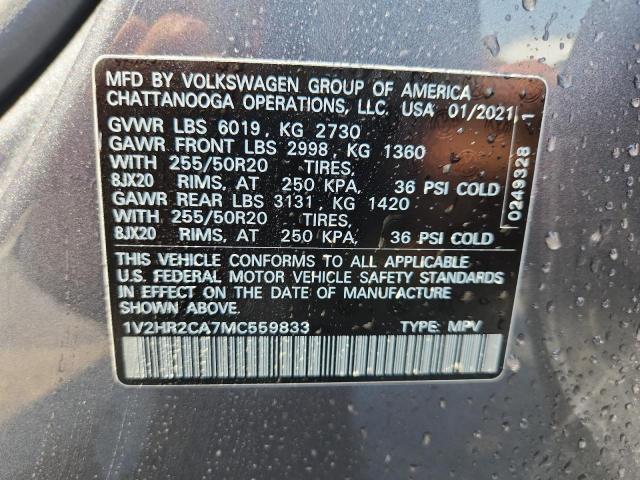 MFD BY VOLKSWAGEN GROUP OF AMERICA
CHATTANOOGA OPERATIONS, LLC. USA 01/2021
GVWR LBS 6019, KG 2730
GAWR FRONT LBS 2998, KG 1360
WITH 255/50R20 TIRES,
8JX20 RIMS, AT 250 KPA, 36 PSI COLD
GAWR REAR LBS 3131, KG 1420
WITH 255/50R20 TIRES,
8JX20 RIMS, AT 250 KPA, 36 PSI COLD
THIS VEHICLE CONFORMS TO ALL APPLICABLE
U.S. FEDERAL MOTOR VEHICLE SAFETY STANDARDS
IN EFFECT ON THE DATE OF MANUFACTURE
SHOWN ABOVE.
1V2HR2CA7MC559833 TYPE: MPV
0249328 1